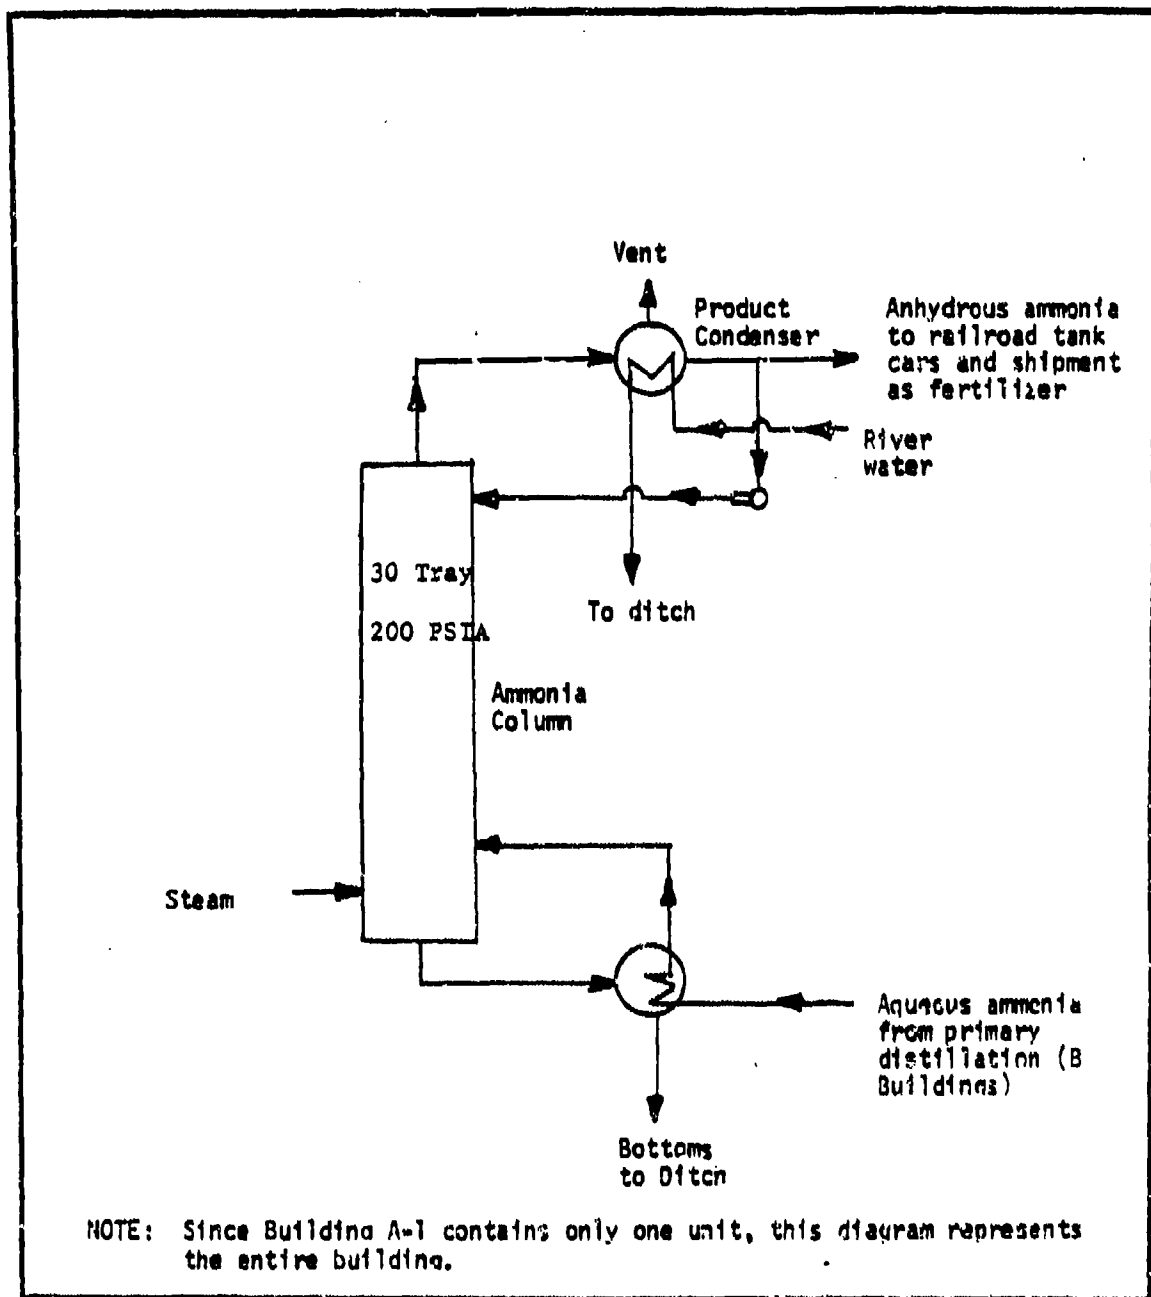 Vent
Product
Condenser
Anhydrous ammonia
to railroad tank
cars and shipment
as fertilizer
River
water
30 Tray
200 PSIA
To ditch
Ammonia
Column
Steam
Aqueous ammonia
from primary
distillation (B
Buildings)
Bottoms
to Ditch
NOTE: Since Building A-1 contains only one unit, this diagram represents
the entire building.